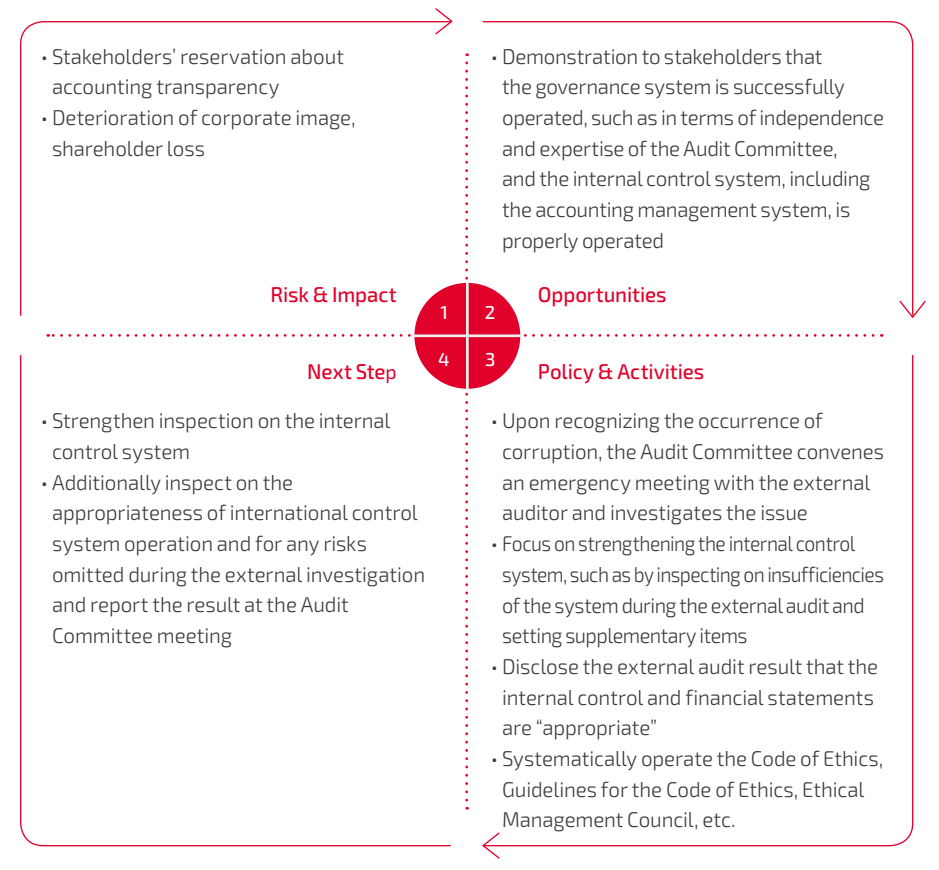 • Stakeholders’ reservation about
accounting transparency
• Deterioration of corporate image,
shareholder loss
Risk & Impact
1
• Demonstration to stakeholders that
the governance system is successfully
operated, such as in terms of independence
and expertise of the Audit Committee,
and the internal control system, including
the accounting management system, is
properly operated
2
Opportunities
3
Policy & Activities
• Upon recognizing the occurrence of
corruption, the Audit Committee convenes
an emergency meeting with the external
auditor and investigates the issue
• Focus on strengthening the internal control
system, such as by inspecting on insufficiencies
of the system during the external audit and
setting supplementary items
• Disclose the external audit result that the
internal control and financial statements
are “appropriate”
• Systematically operate the Code of Ethics,
Guidelines for the Code of Ethics, Ethical
Management Council, etc.
Next Step
4
• Strengthen inspection on the internal
control system
• Additionally inspect on the
appropriateness of international control
system operation and for any risks
omitted during the external investigation
and report the result at the Audit
Committee meeting